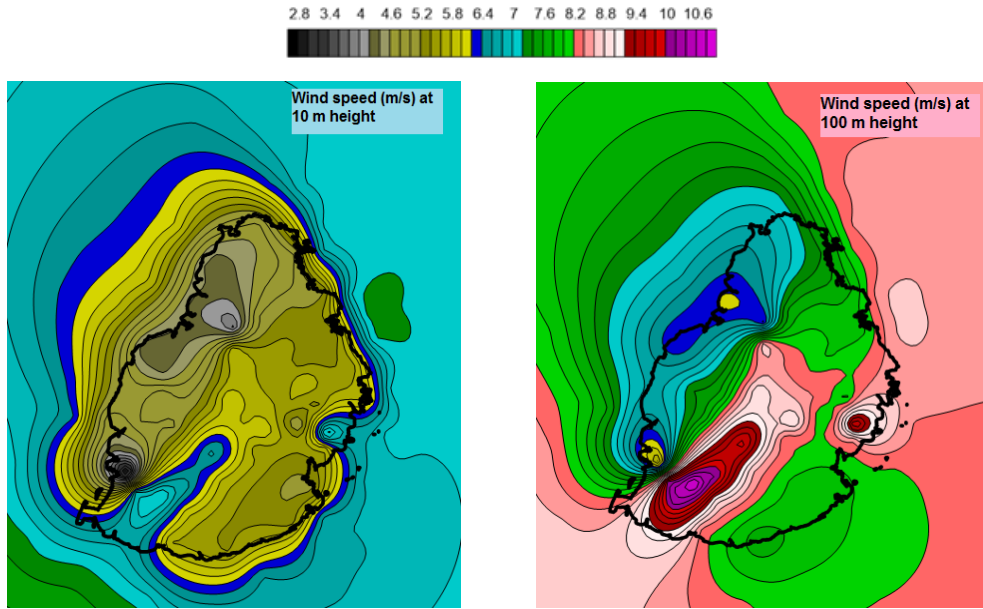 2.8 3.4 4 4.6 5.2 5.8 6.4 7 7.6 8.2 8.8 9.4 10 10.6
Wind speed (m/s) at
10 m height
Wind speed (m/s) at
100 m height